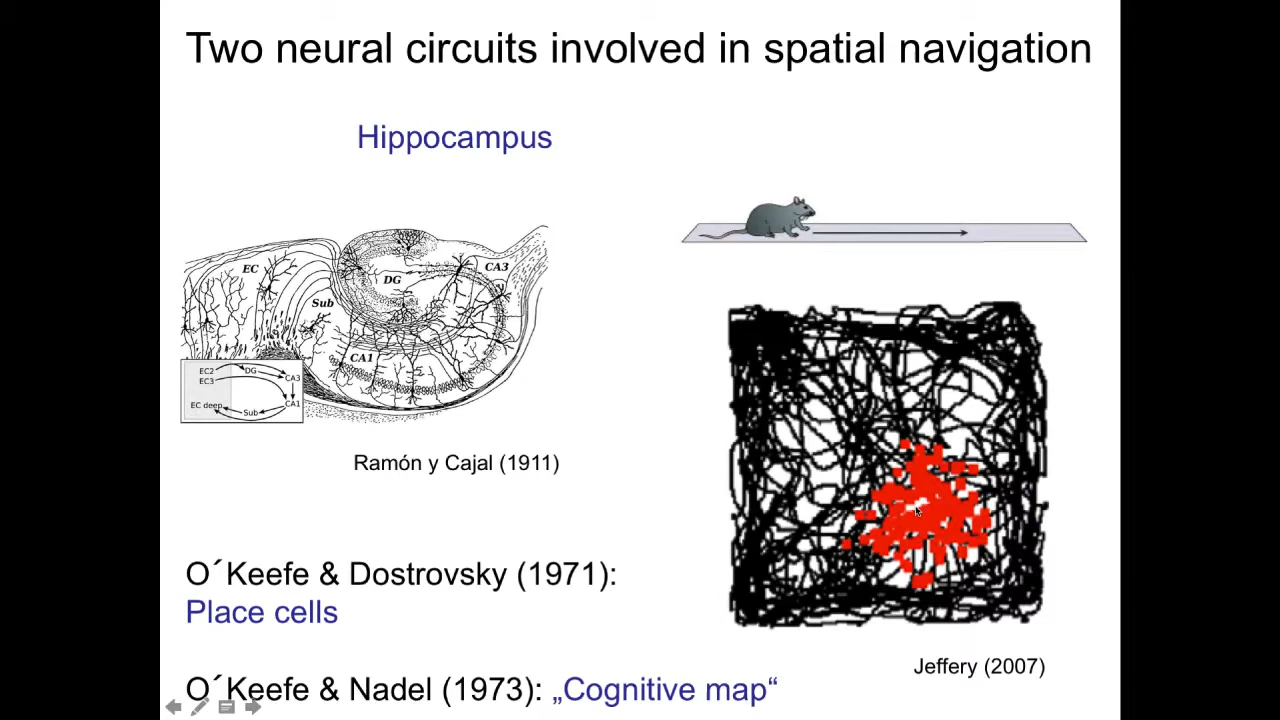 Two neural circuits involved in spatial navigation
Hippocampus
EC
DG
CA3
Sub
CA1
EC2
DG
EC3
CA3
EC deep
Sub
CA1
Ramón y Cajal (1911)
O´Keefe & Dostrovsky (1971):
Place cells
Jeffery (2007)
O´Keefe & Nadel (1973): „Cognitive map“